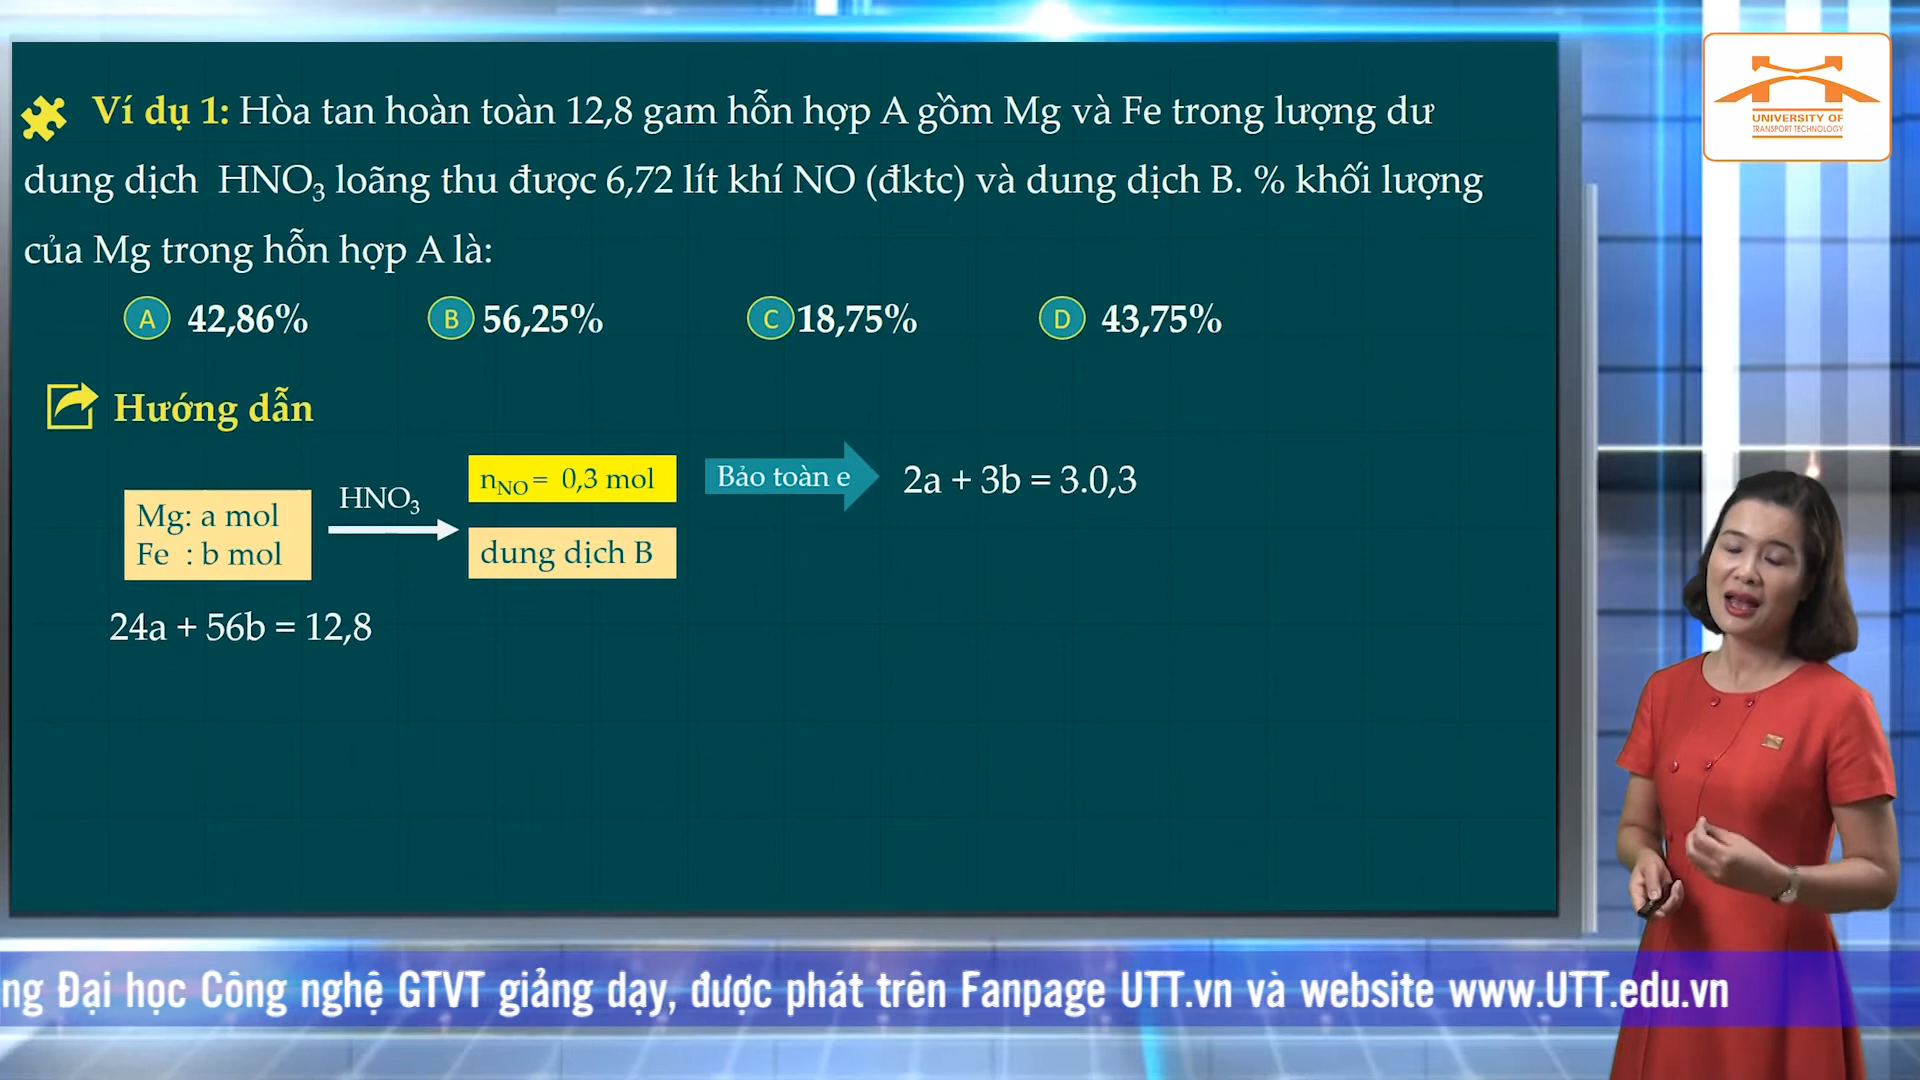 Ví dụ 1: Hòa tan hoàn toàn 12,8 gam hỗn hợp A gồm Mg và Fe trong lượng dư
dung dịch HNO₃ loãng thu được 6,72 lít khí NO (đktc) và dung dịch B. % khối lượng
của Mg trong hỗn hợp A là:
A 42,86% B 56,25% C 18,75% D 43,75%
Hướng dẫn
Mg: a mol
Fe : b mol
HNO₃
n_NO = 0,3 mol
dung dịch B
Bảo toàn e
2a + 3b = 3.0,3
24a + 56b = 12,8
UNIVERSITY OF
TRANSPORT TECHNOLOGY
ng Đại học Công nghệ GTVT giảng dạy, được phát trên Fanpage UTT.vn và website www.UTT.edu.vn